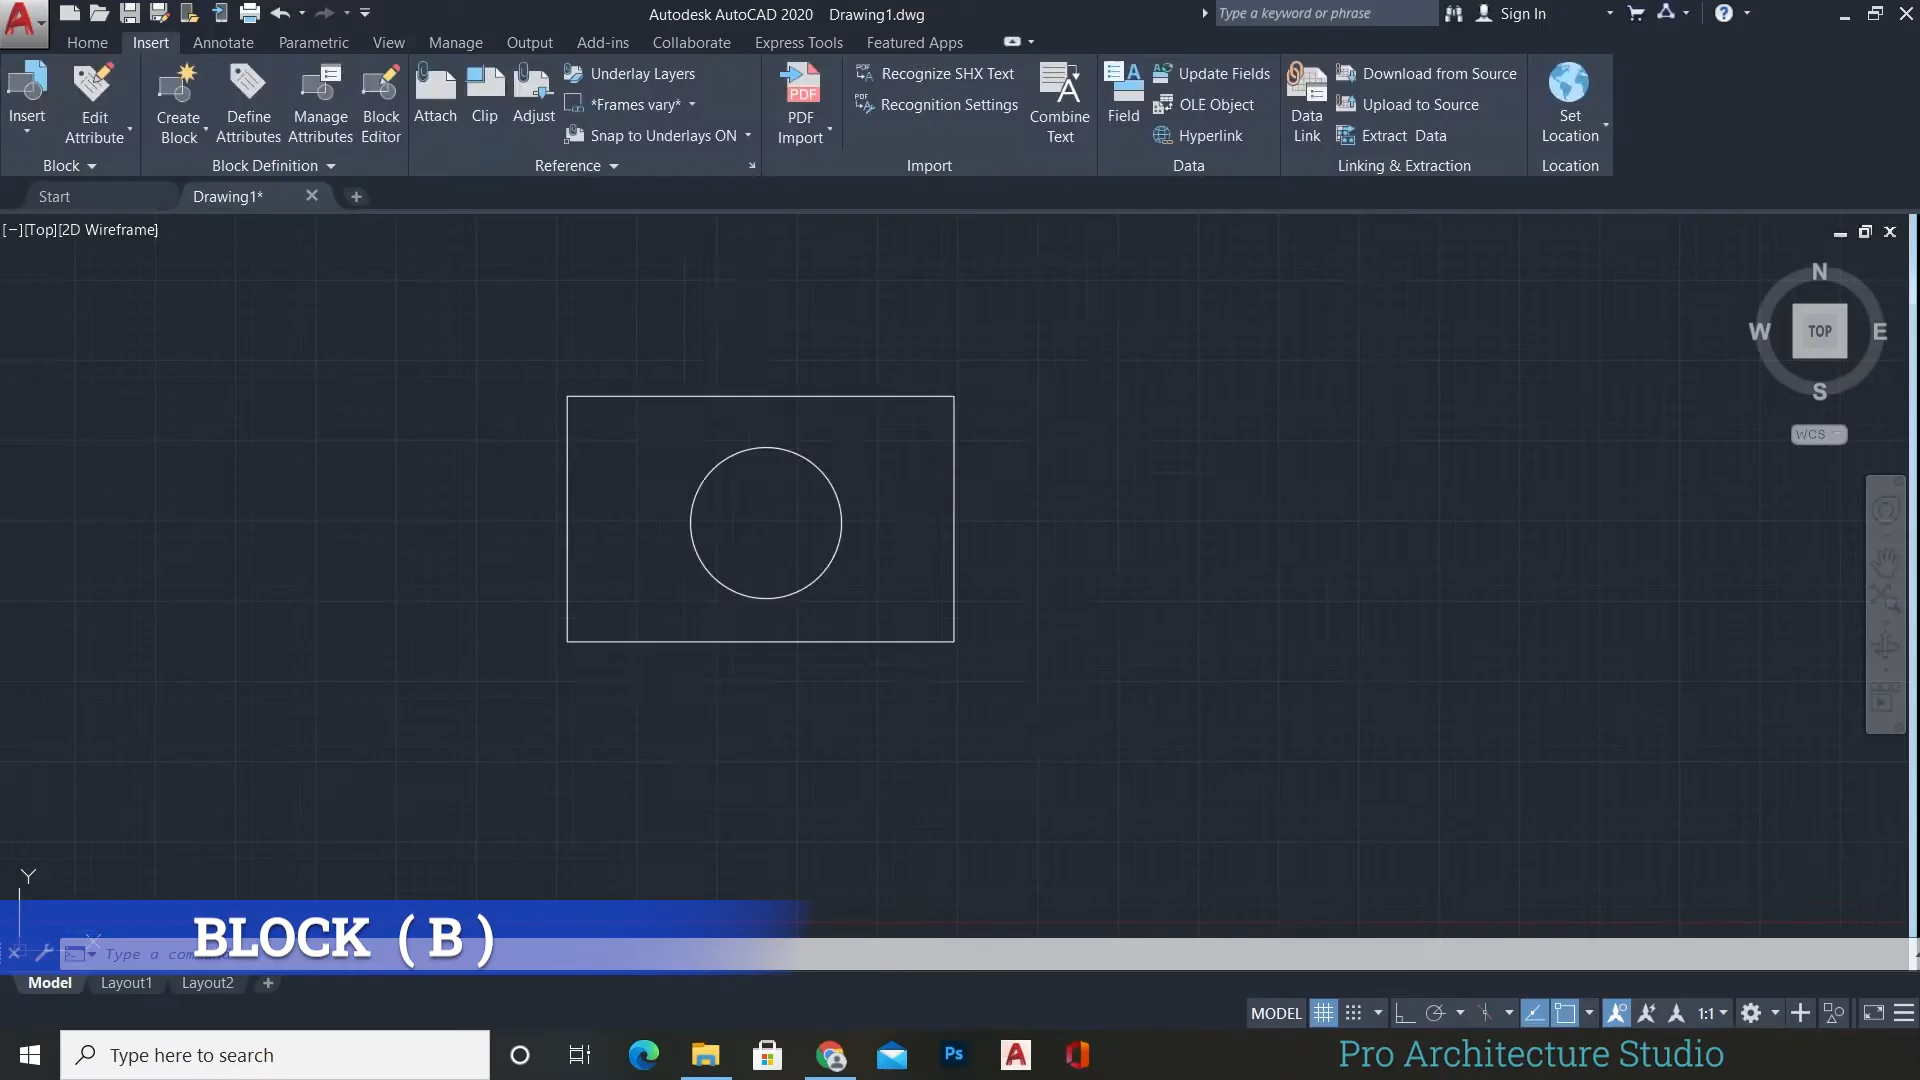 Autodesk AutoCAD 2020 Drawing1.dwg
Type a keyword or phrase
Sign In
Home Insert Annotate Parametric View Manage Output Add-ins Collaborate Express Tools Featured Apps
Insert
Edit
Attribute
Block
Create
Block
Define
Attributes
Manage
Attributes
Block
Editor
Block Definition
Attach
Clip
Adjust
Underlay Layers
*Frames vary*
Snap to Underlays ON
Reference
PDF
PDF
Import
PDF
Recognize SHX Text
PDF
Recognition Settings
Combine
Text
Import
Field
Update Fields
OLE Object
Hyperlink
Data
Data
Link
Download from Source
Upload to Source
Extract Data
Linking & Extraction
Set
Location
Location
Start
Drawing1*
[−][Top][2D Wireframe]
N
W TOP E
S
WCS
Y
X
BLOCK ( B )
Type a comm
Model Layout1 Layout2
MODEL
1:1
Type here to search
Ps
Pro Architecture Studio